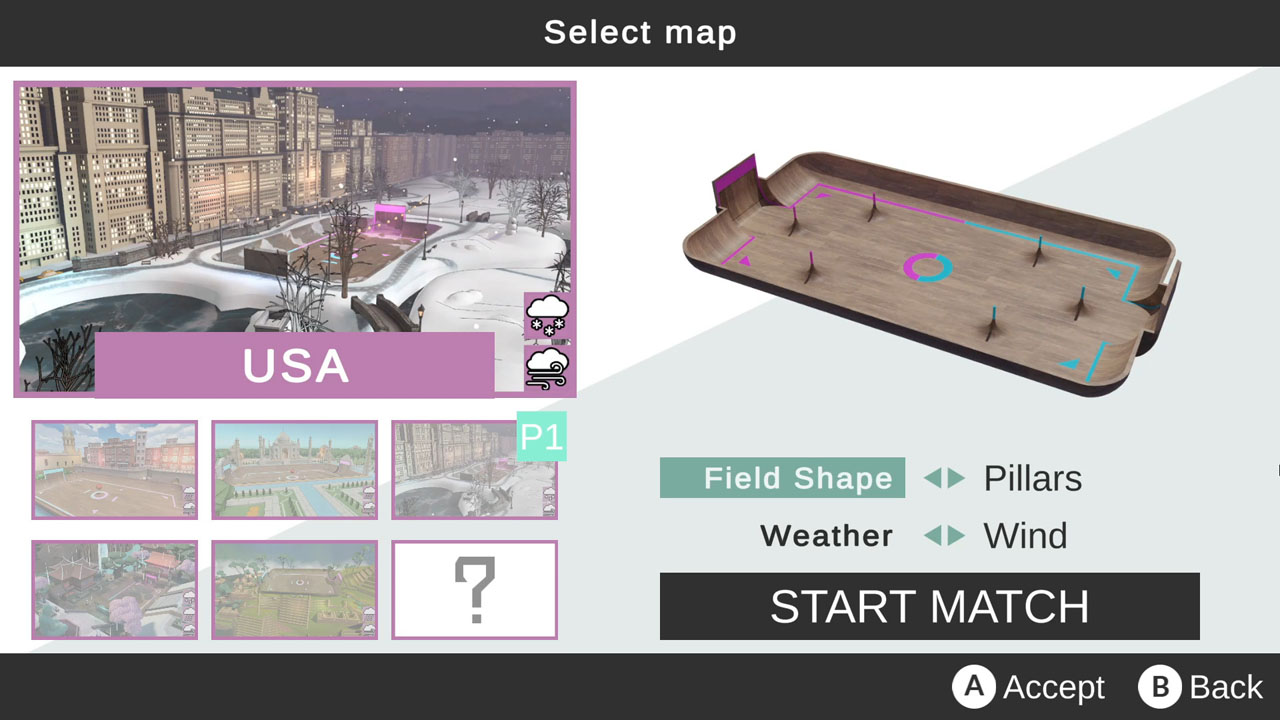 Select map
USA
P1
?
Field Shape Pillars
Weather Wind
START MATCH
A Accept B Back